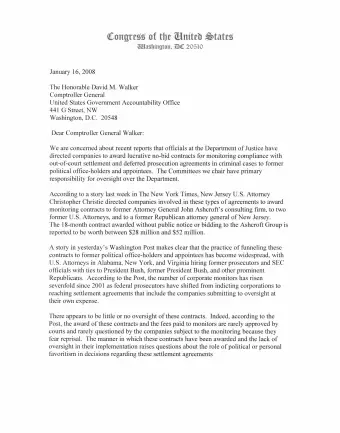 Congress of the United States
Washington, DC 20510
January 16, 2008
The Honorable David M. Walker
Comptroller General
United States Government Accountability Office
441 G Street, NW
Washington, D.C. 20548
Dear Comptroller General Walker:
We are concerned about recent reports that officials at the Department of Justice have
directed companies to award lucrative no-bid contracts for monitoring compliance with
out-of-court settlement and deferred prosecution agreements in criminal cases to former
political office-holders and appointees. The Committees we chair have primary
responsibility for oversight over the Department.
According to a story last week in The New York Times, New Jersey U.S. Attorney
Christopher Christie directed companies involved in these types of agreements to award
monitoring contracts to former Attorney General John Ashcroft's consulting firm, to two
former U.S. Attorneys, and to a former Republican attorney general of New Jersey.
The 18-month contract awarded without public notice or bidding to the Ashcroft Group is
reported to be worth between $28 million and $52 million.
A story in yesterday's Washington Post makes clear that the practice of funneling these
contracts to former political office-holders and appointees has become widespread, with
U.S. Attorneys in Alabama, New York, and Virginia hiring former prosecutors and SEC
officials with ties to President Bush, former President Bush, and other prominent
Republicans. According to the Post, the number of corporate monitors has risen
sevenfold since 2001 as federal prosecutors have shifted from indicting corporations to
reaching settlement agreements that include the companies submitting to oversight at
their own expense.
There appears to be little or no oversight of these contracts. Indeed, according to the
Post, the award of these contracts and the fees paid to monitors are rarely approved by
courts and rarely questioned by the companies subject to the monitoring because they
fear reprisal. The manner in which these contracts have been awarded and the lack of
oversight in their implementation raises questions about the role of political or personal
favoritism in decisions regarding these settlement agreements